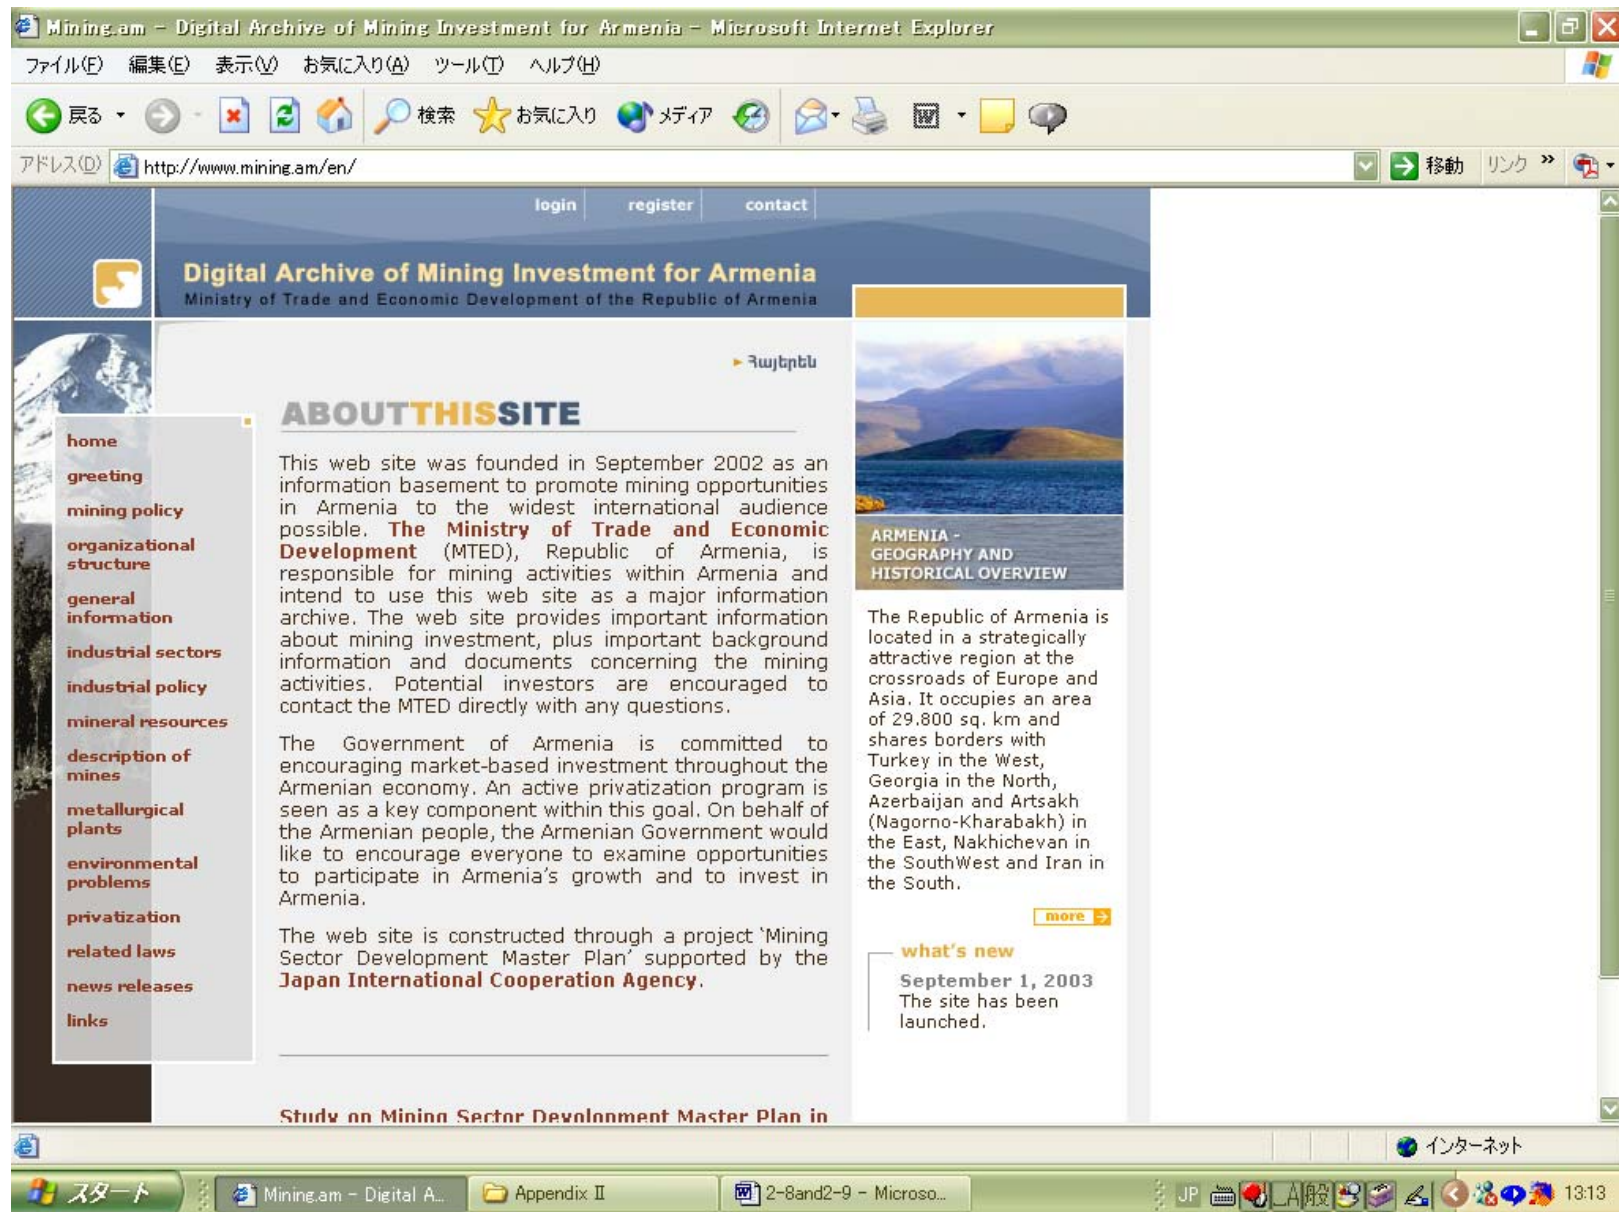 Mining.am - Digital Archive of Mining Investment for Armenia - Microsoft Internet Explorer
ファイル(F) 編集(E) 表示(V) お気に入り(A) ツール(T) ヘルプ(H)
戻る 検索 お気に入り メディア
アドレス(D) http://www.mining.am/en/ 移動 リンク »
login register contact
Digital Archive of Mining Investment for Armenia
Ministry of Trade and Economic Development of the Republic of Armenia
Հայերեն
home
greeting
mining policy
organizational
structure
general
information
industrial sectors
industrial policy
mineral resources
description of
mines
metallurgical
plants
environmental
problems
privatization
related laws
news releases
links
ABOUTTHISSITE
This web site was founded in September 2002 as an
information basement to promote mining opportunities
in Armenia to the widest international audience
possible. The Ministry of Trade and Economic
Development (MTED), Republic of Armenia, is
responsible for mining activities within Armenia and
intend to use this web site as a major information
archive. The web site provides important information
about mining investment, plus important background
information and documents concerning the mining
activities. Potential investors are encouraged to
contact the MTED directly with any questions.
The Government of Armenia is committed to
encouraging market-based investment throughout the
Armenian economy. An active privatization program is
seen as a key component within this goal. On behalf of
the Armenian people, the Armenian Government would
like to encourage everyone to examine opportunities
to participate in Armenia's growth and to invest in
Armenia.
The web site is constructed through a project ‘Mining
Sector Development Master Plan’ supported by the
Japan International Cooperation Agency.
Study on Mining Sector Devolopment Master Plan in
ARMENIA -
GEOGRAPHY AND
HISTORICAL OVERVIEW
The Republic of Armenia is
located in a strategically
attractive region at the
crossroads of Europe and
Asia. It occupies an area
of 29.800 sq. km and
shares borders with
Turkey in the West,
Georgia in the North,
Azerbaijan and Artsakh
(Nagorno-Kharabakh) in
the East, Nakhichevan in
the SouthWest and Iran in
the South.
more
what's new
September 1, 2003
The site has been
launched.
インターネット
スタート Mining.am - Digital A... Appendix II 2-8and2-9 - Microso... JP A般 13:13